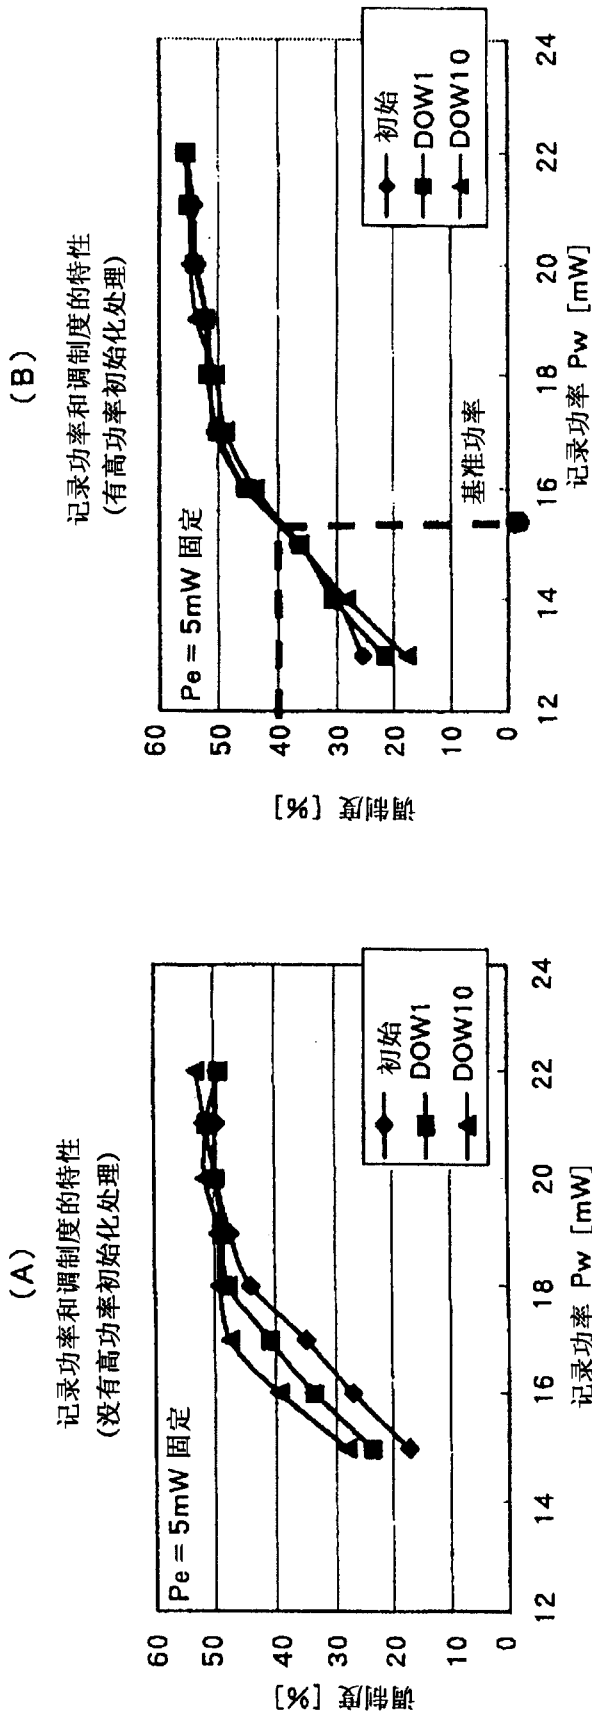 (A)
记录功率和调制度的特性
(没有高功率初始化处理)
Pe = 5mW 固定
调制度 [%]
60
50
40
30
20
10
0
12
14
16
18
20
22
24
记录功率 Pw [mW]
初始
DOW1
DOW10
(B)
记录功率和调制度的特性
(有高功率初始化处理)
Pe = 5mW 固定
调制度 [%]
60
50
40
30
20
10
0
12
14
16
18
20
22
24
基准功率
记录功率 Pw [mW]
初始
DOW1
DOW10